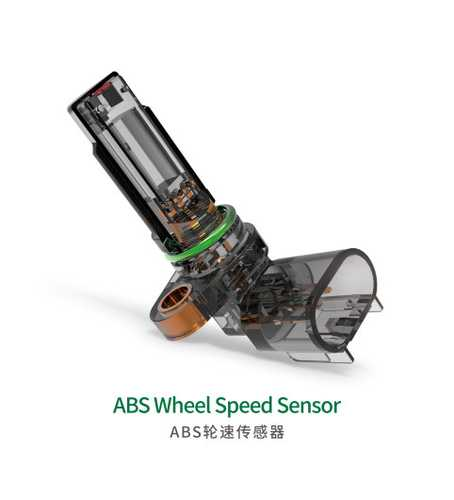 ABS Wheel Speed Sensor
ABS轮速传感器